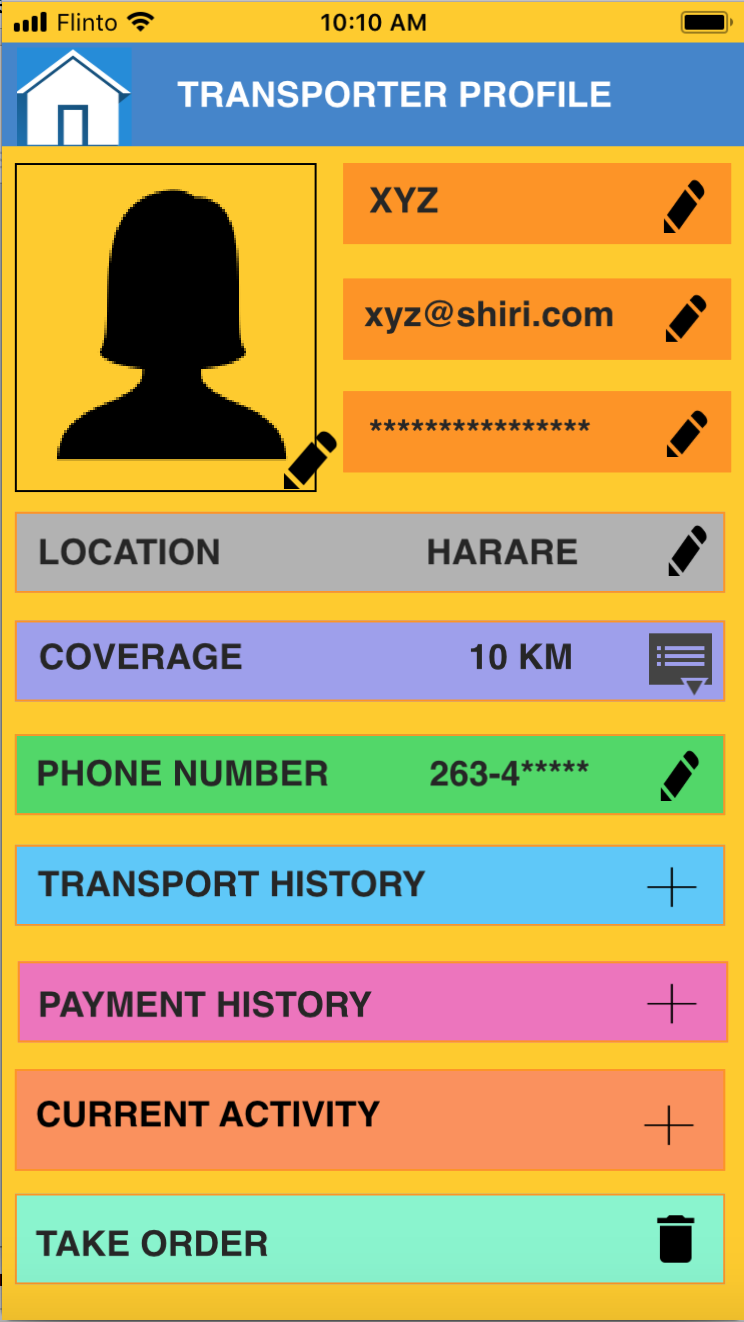 Flinto 10:10 AM
TRANSPORTER PROFILE
XYZ
xyz@shiri.com
****************
LOCATION HARARE
COVERAGE 10 KM
PHONE NUMBER 263-4*****
TRANSPORT HISTORY
PAYMENT HISTORY
CURRENT ACTIVITY
TAKE ORDER